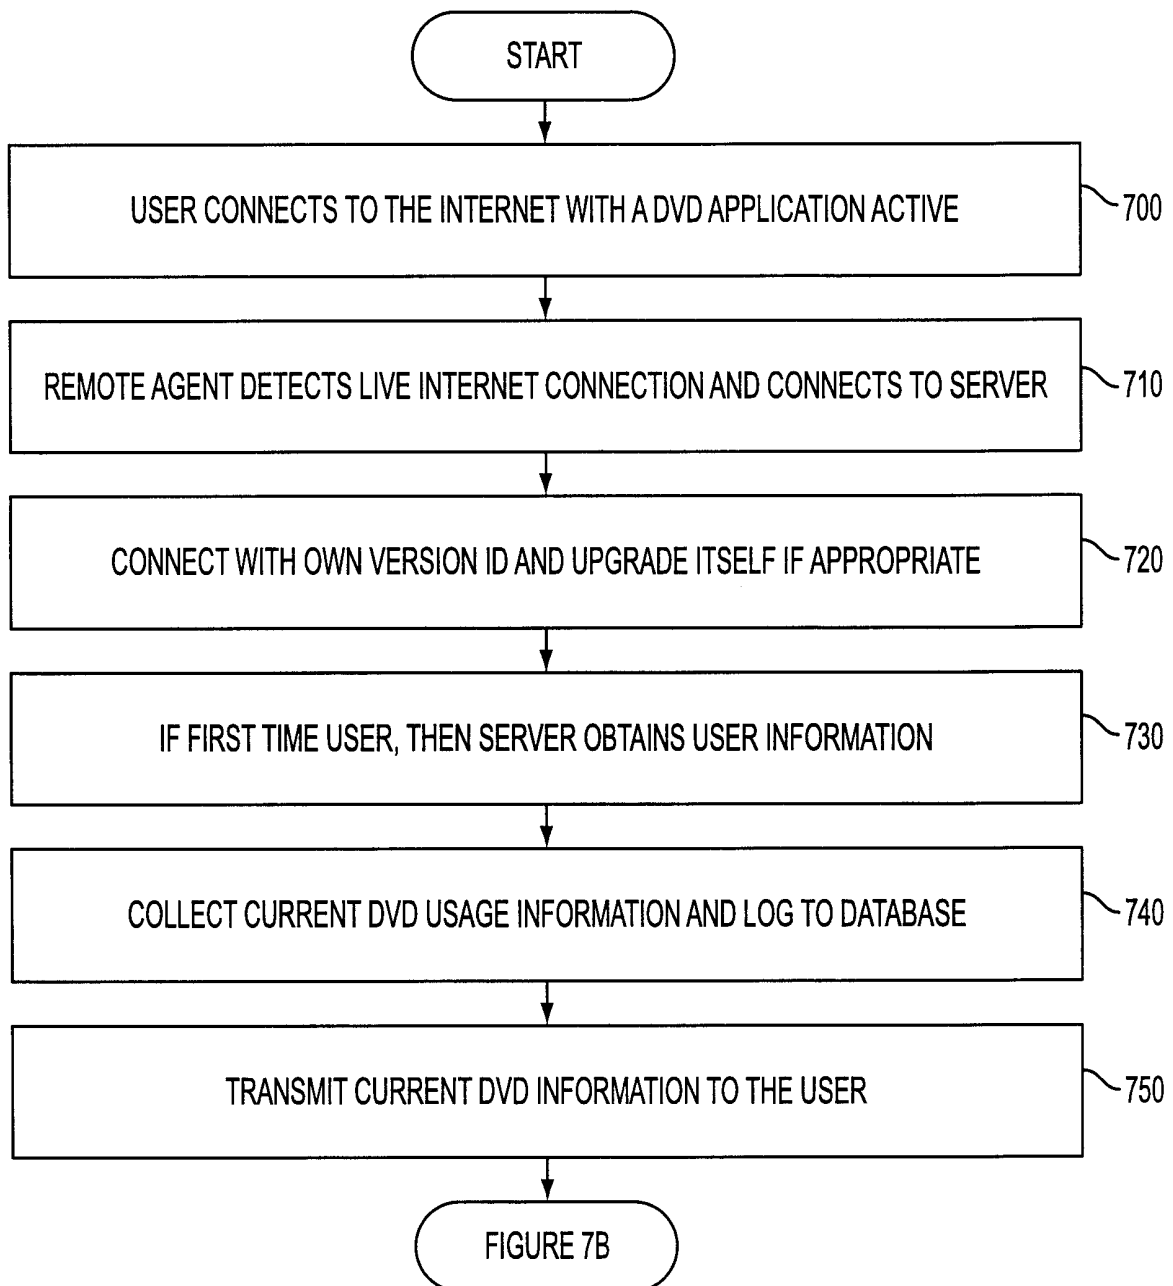 START
USER CONNECTS TO THE INTERNET WITH A DVD APPLICATION ACTIVE
700
REMOTE AGENT DETECTS LIVE INTERNET CONNECTION AND CONNECTS TO SERVER
710
CONNECT WITH OWN VERSION ID AND UPGRADE ITSELF IF APPROPRIATE
720
IF FIRST TIME USER, THEN SERVER OBTAINS USER INFORMATION
730
COLLECT CURRENT DVD USAGE INFORMATION AND LOG TO DATABASE
740
TRANSMIT CURRENT DVD INFORMATION TO THE USER
750
FIGURE 7B